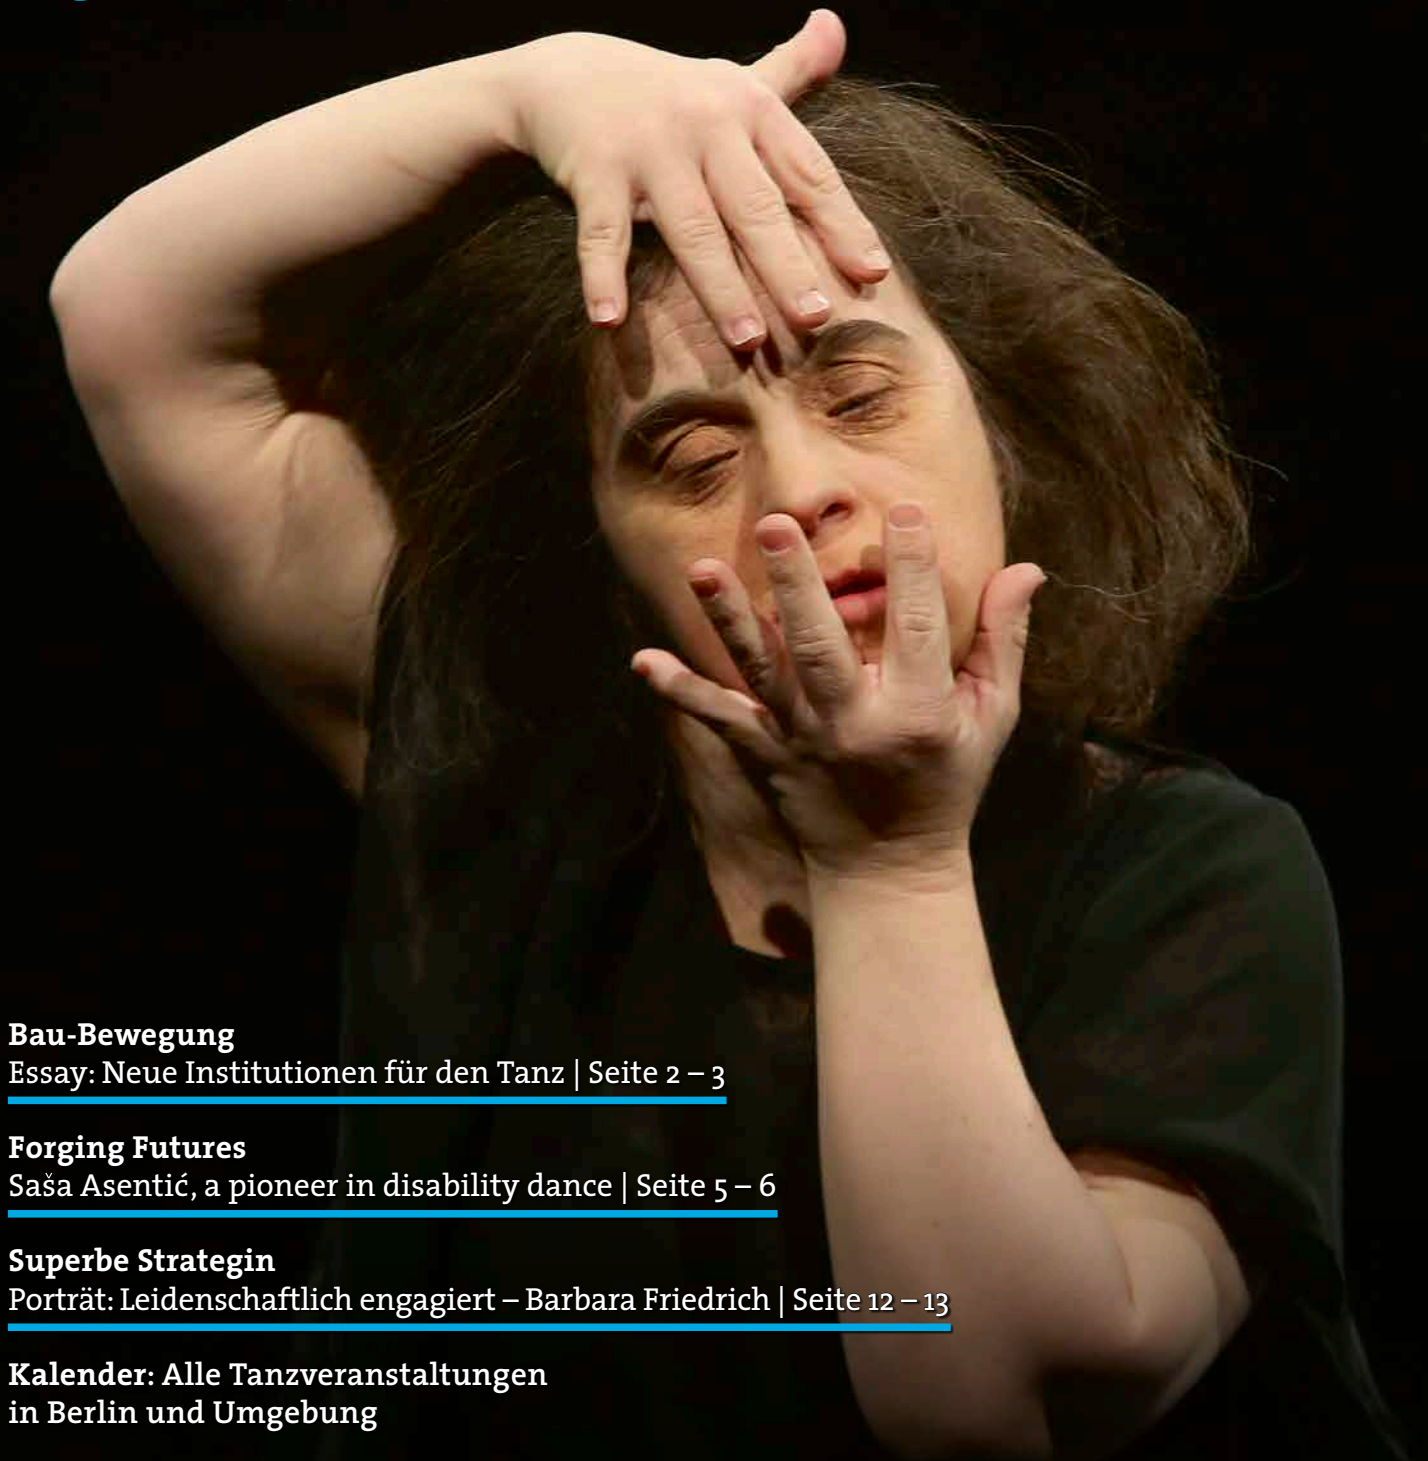 Bau-Bewegung
Essay: Neue Institutionen für den Tanz | Seite 2 – 3
Forging Futures
Saša Asentić, a pioneer in disability dance | Seite 5 – 6
Superbe Strategin
Porträt: Leidenschaftlich engagiert – Barbara Friedrich | Seite 12 – 13
Kalender: Alle Tanzveranstaltungen
in Berlin und Umgebung